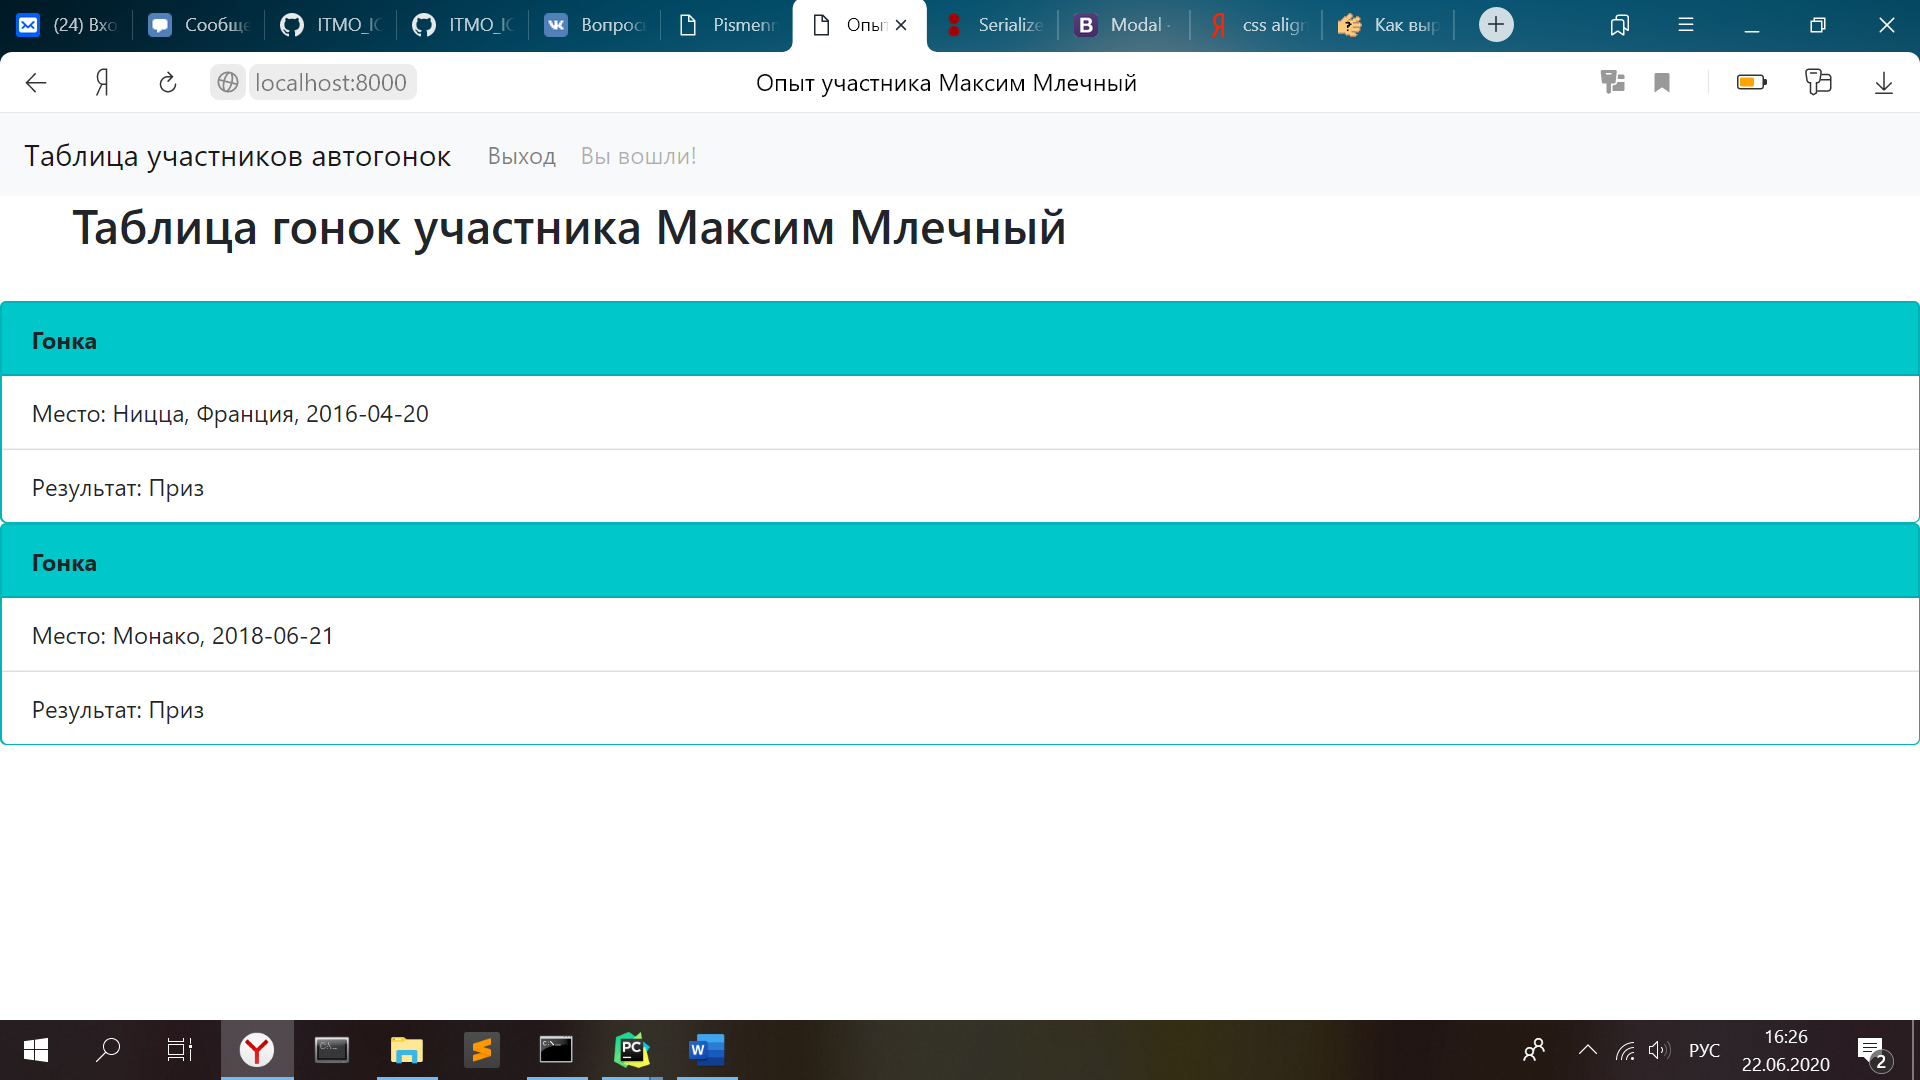 (24) Вхо
Сообще
ITMO_IC
ITMO_IC
Вопрос
Pismenn
Опыт
Serialize
Modal ·
css align
Как выр
localhost:8000
Опыт участника Максим Млечный
Таблица участников автогонок Выход Вы вошли!
Таблица гонок участника Максим Млечный
Гонка
Место: Ницца, Франция, 2016-04-20
Результат: Приз
Гонка
Место: Монако, 2018-06-21
Результат: Приз
РУС
16:26
22.06.2020
2